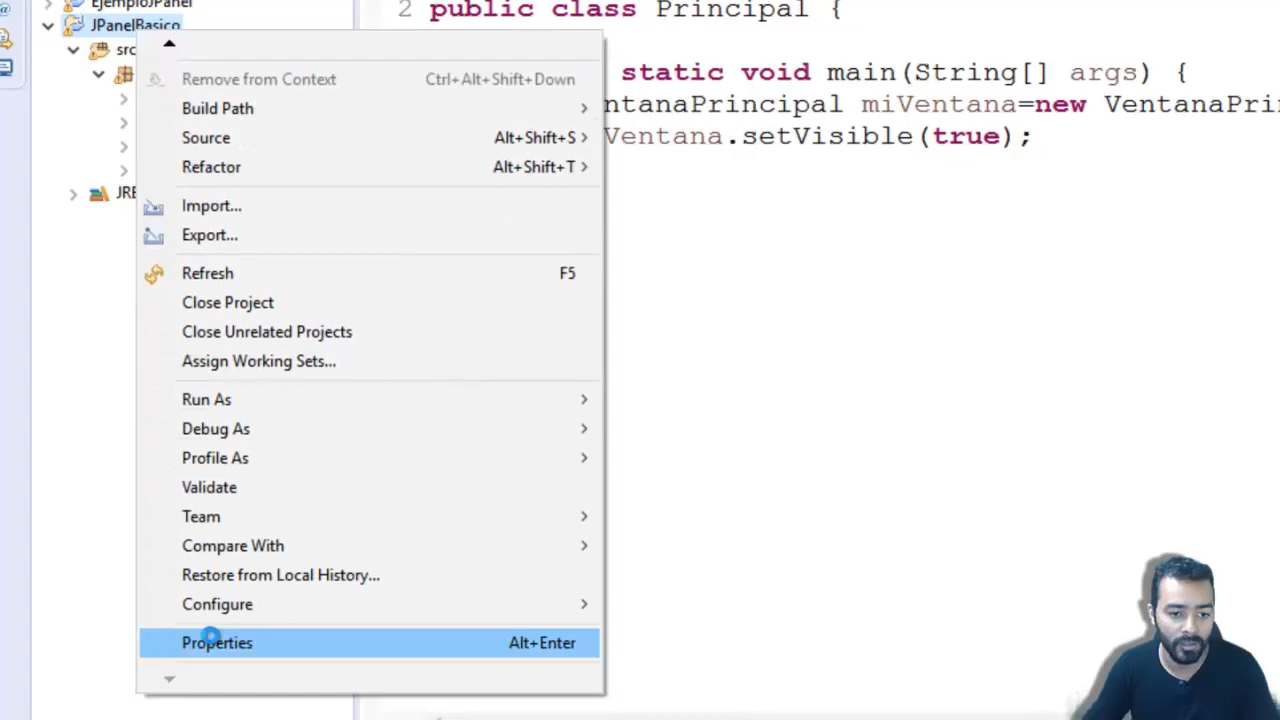 EjemploJPanel
2 public class Principal {
JPanelBasico
src
static void main(String[] args) {
Remove from Context Ctrl+Alt+Shift+Down
ntanaPrincipal miVentana=new VentanaPri
Build Path
Source Alt+Shift+S
Ventana.setVisible(true);
Refactor Alt+Shift+T
JRE
Import...
Export...
Refresh F5
Close Project
Close Unrelated Projects
Assign Working Sets...
Run As
Debug As
Profile As
Validate
Team
Compare With
Restore from Local History...
Configure
Properties Alt+Enter